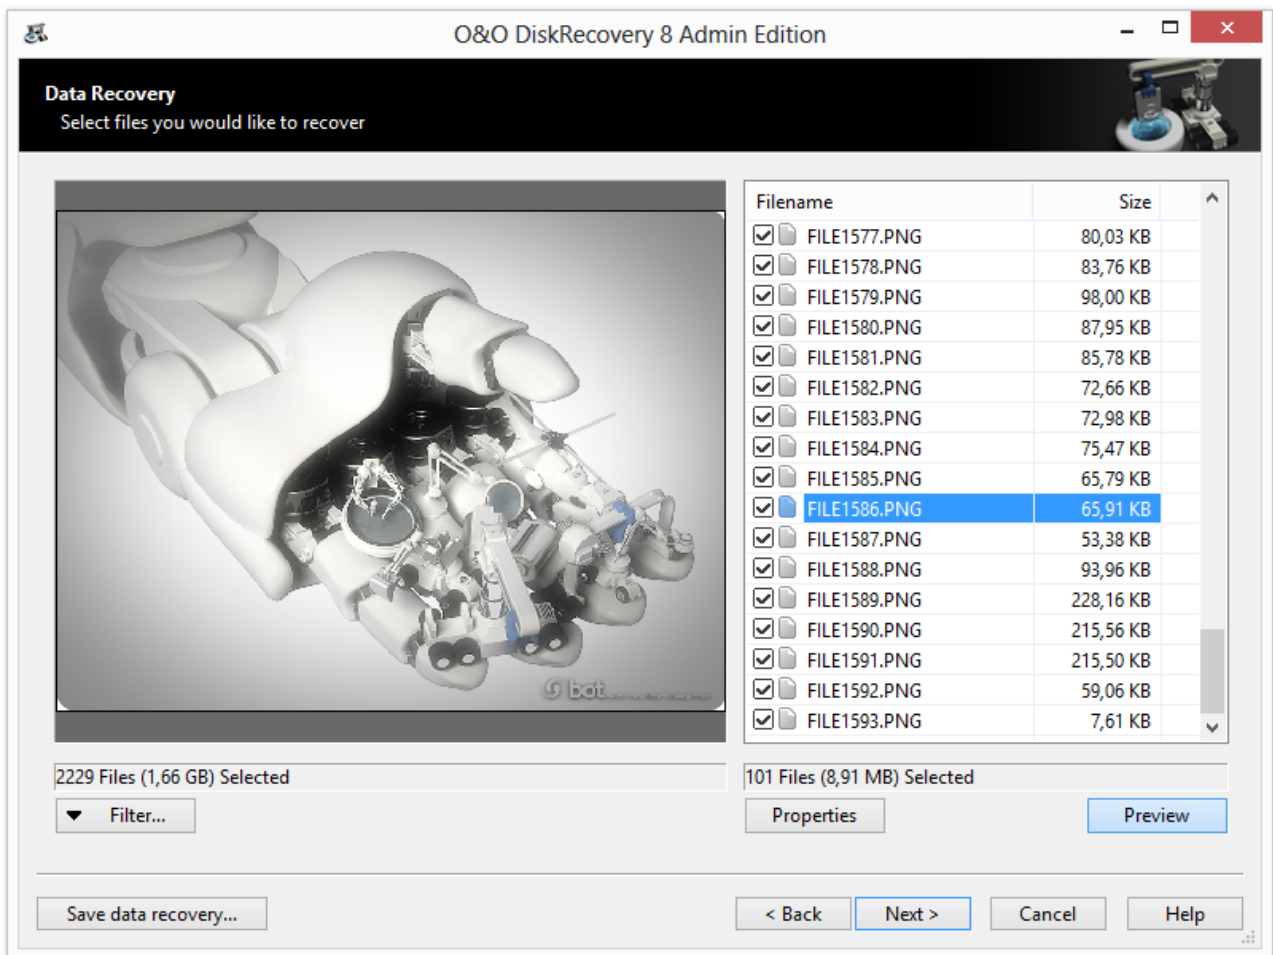 O&O DiskRecovery 8 Admin Edition
Data Recovery
Select files you would like to recover
bot
Filename Size
FILE1577.PNG 80,03 KB
FILE1578.PNG 83,76 KB
FILE1579.PNG 98,00 KB
FILE1580.PNG 87,95 KB
FILE1581.PNG 85,78 KB
FILE1582.PNG 72,66 KB
FILE1583.PNG 72,98 KB
FILE1584.PNG 75,47 KB
FILE1585.PNG 65,79 KB
FILE1586.PNG 65,91 KB
FILE1587.PNG 53,38 KB
FILE1588.PNG 93,96 KB
FILE1589.PNG 228,16 KB
FILE1590.PNG 215,56 KB
FILE1591.PNG 215,50 KB
FILE1592.PNG 59,06 KB
FILE1593.PNG 7,61 KB
2229 Files (1,66 GB) Selected
101 Files (8,91 MB) Selected
Filter...
Properties
Preview
Save data recovery...
< Back
Next >
Cancel
Help